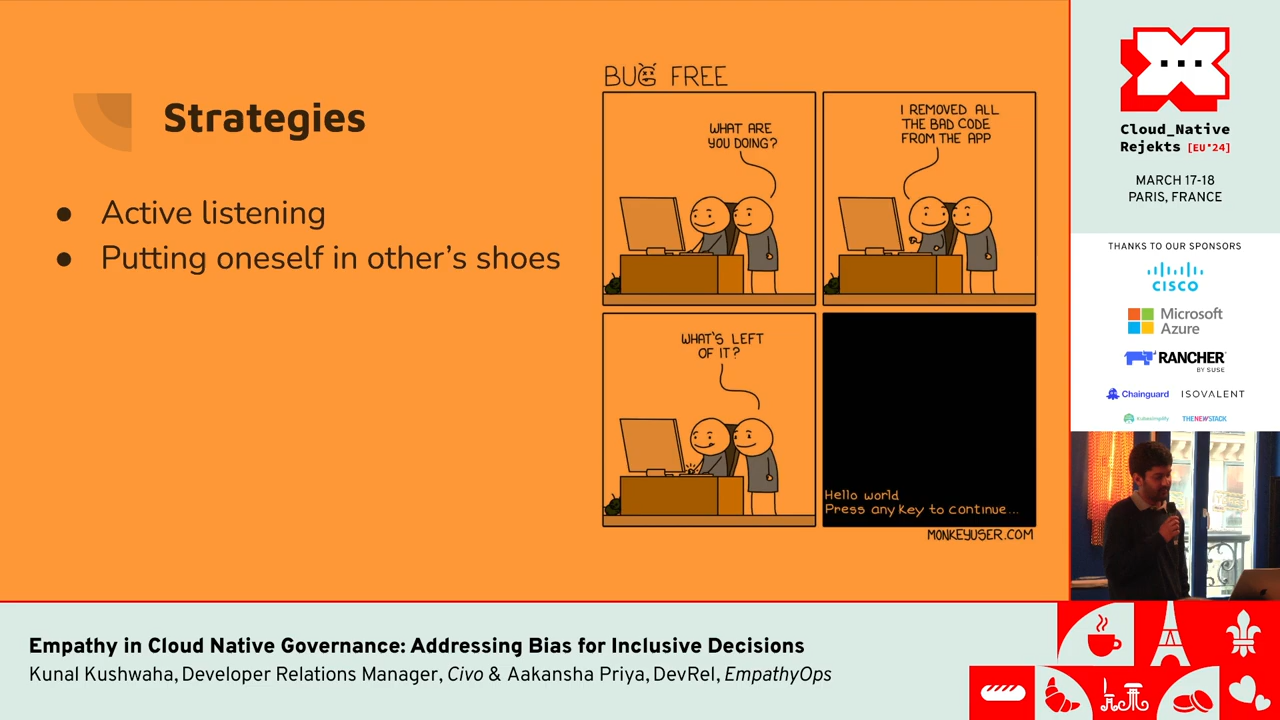 Strategies
● Active listening
● Putting oneself in other’s shoes
BUG FREE
WHAT ARE
YOU DOING?
I REMOVED ALL
THE BAD CODE
FROM THE APP
WHAT'S LEFT
OF IT?
Hello world
Press any key to continue...
MONKEYUSER.COM
Cloud_Native
Rejekts [EU'24]
MARCH 17-18
PARIS, FRANCE
THANKS TO OUR SPONSORS
CISCO
Microsoft
Azure
RANCHER
BY SUSE
Chainguard ISOVALENT
THENEWSTACK
Empathy in Cloud Native Governance: Addressing Bias for Inclusive Decisions
Kunal Kushwaha, Developer Relations Manager, Civo & Aakansha Priya, DevRel, EmpathyOps